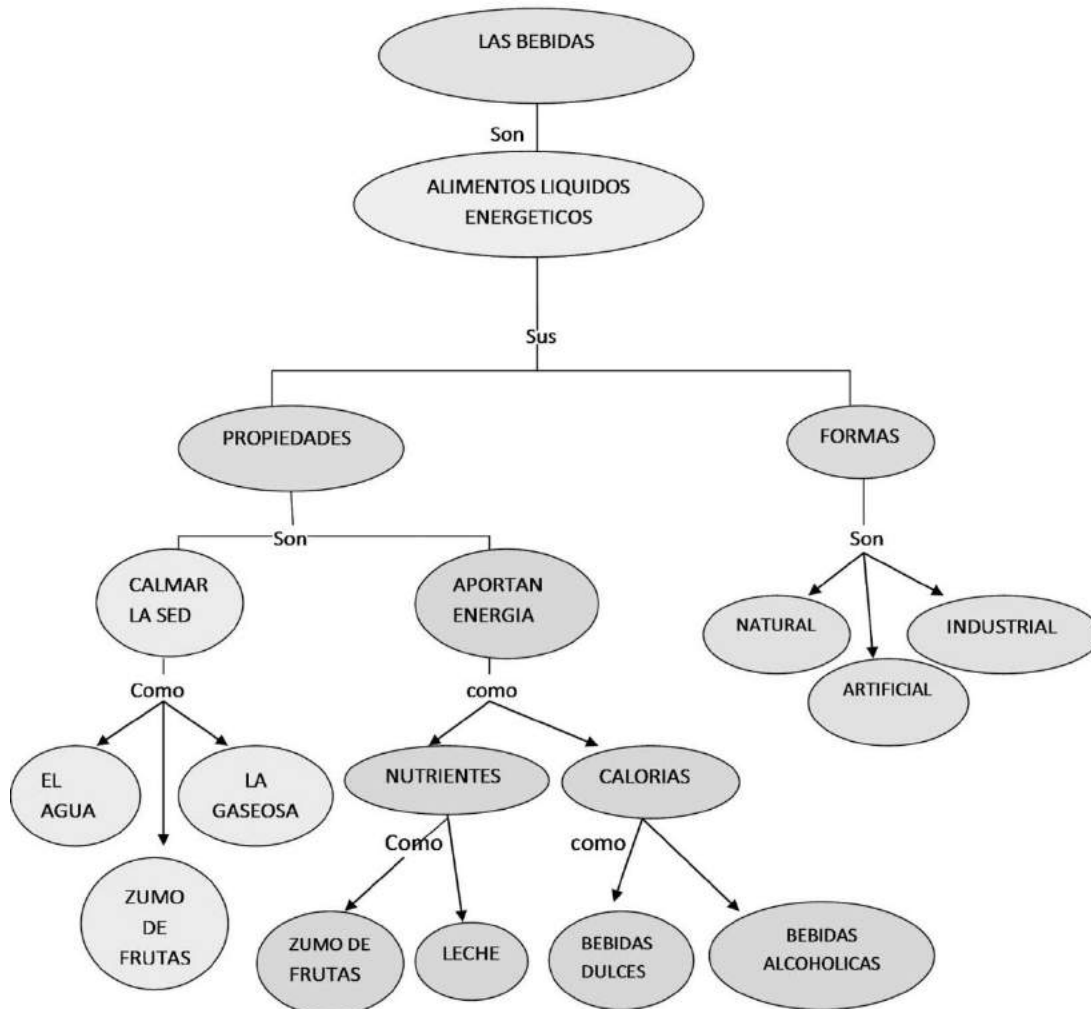 LAS BEBIDAS
Son
ALIMENTOS LIQUIDOS
ENERGETICOS
Sus
PROPIEDADES
FORMAS
Son
Son
CALMAR
LA SED
APORTAN
ENERGIA
NATURAL
INDUSTRIAL
ARTIFICIAL
Como
como
EL
AGUA
LA
GASEOSA
NUTRIENTES
CALORIAS
Como
como
ZUMO
DE
FRUTAS
ZUMO DE
FRUTAS
LECHE
BEBIDAS
DULCES
BEBIDAS
ALCOHOLICAS